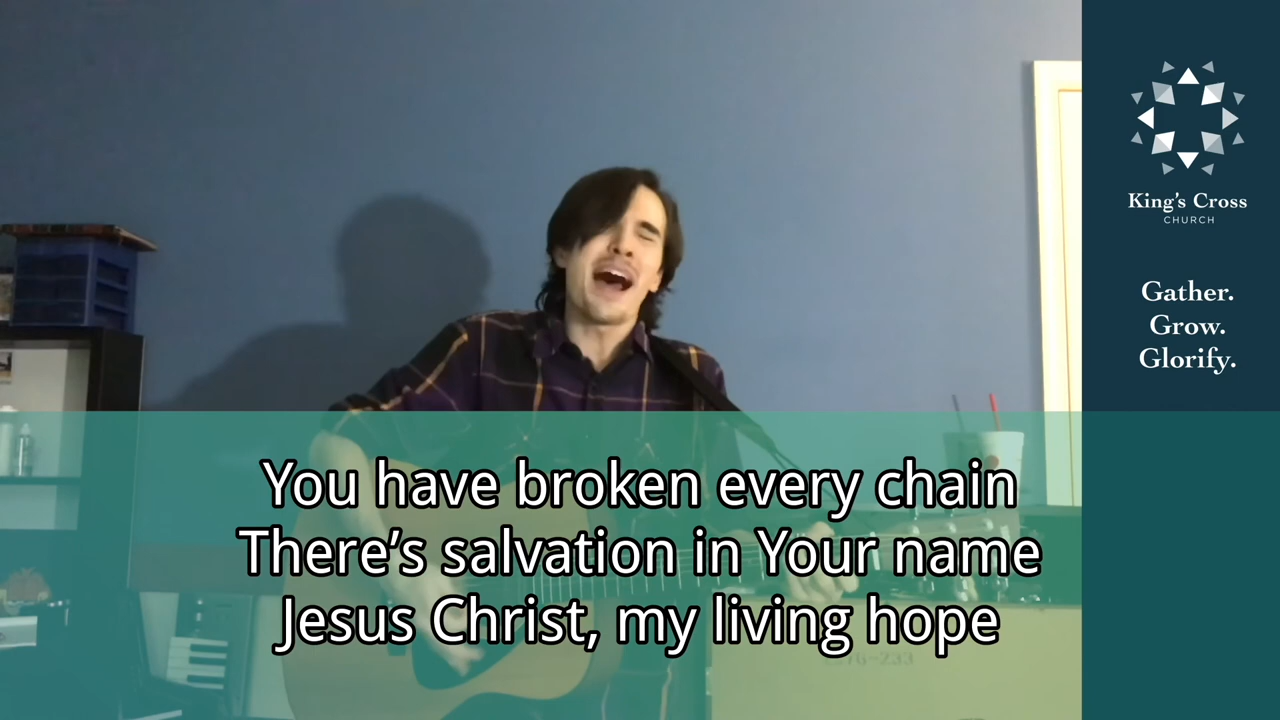 King's Cross
CHURCH
Gather.
Grow.
Glorify.
You have broken every chain
There’s salvation in Your name
Jesus Christ, my living hope